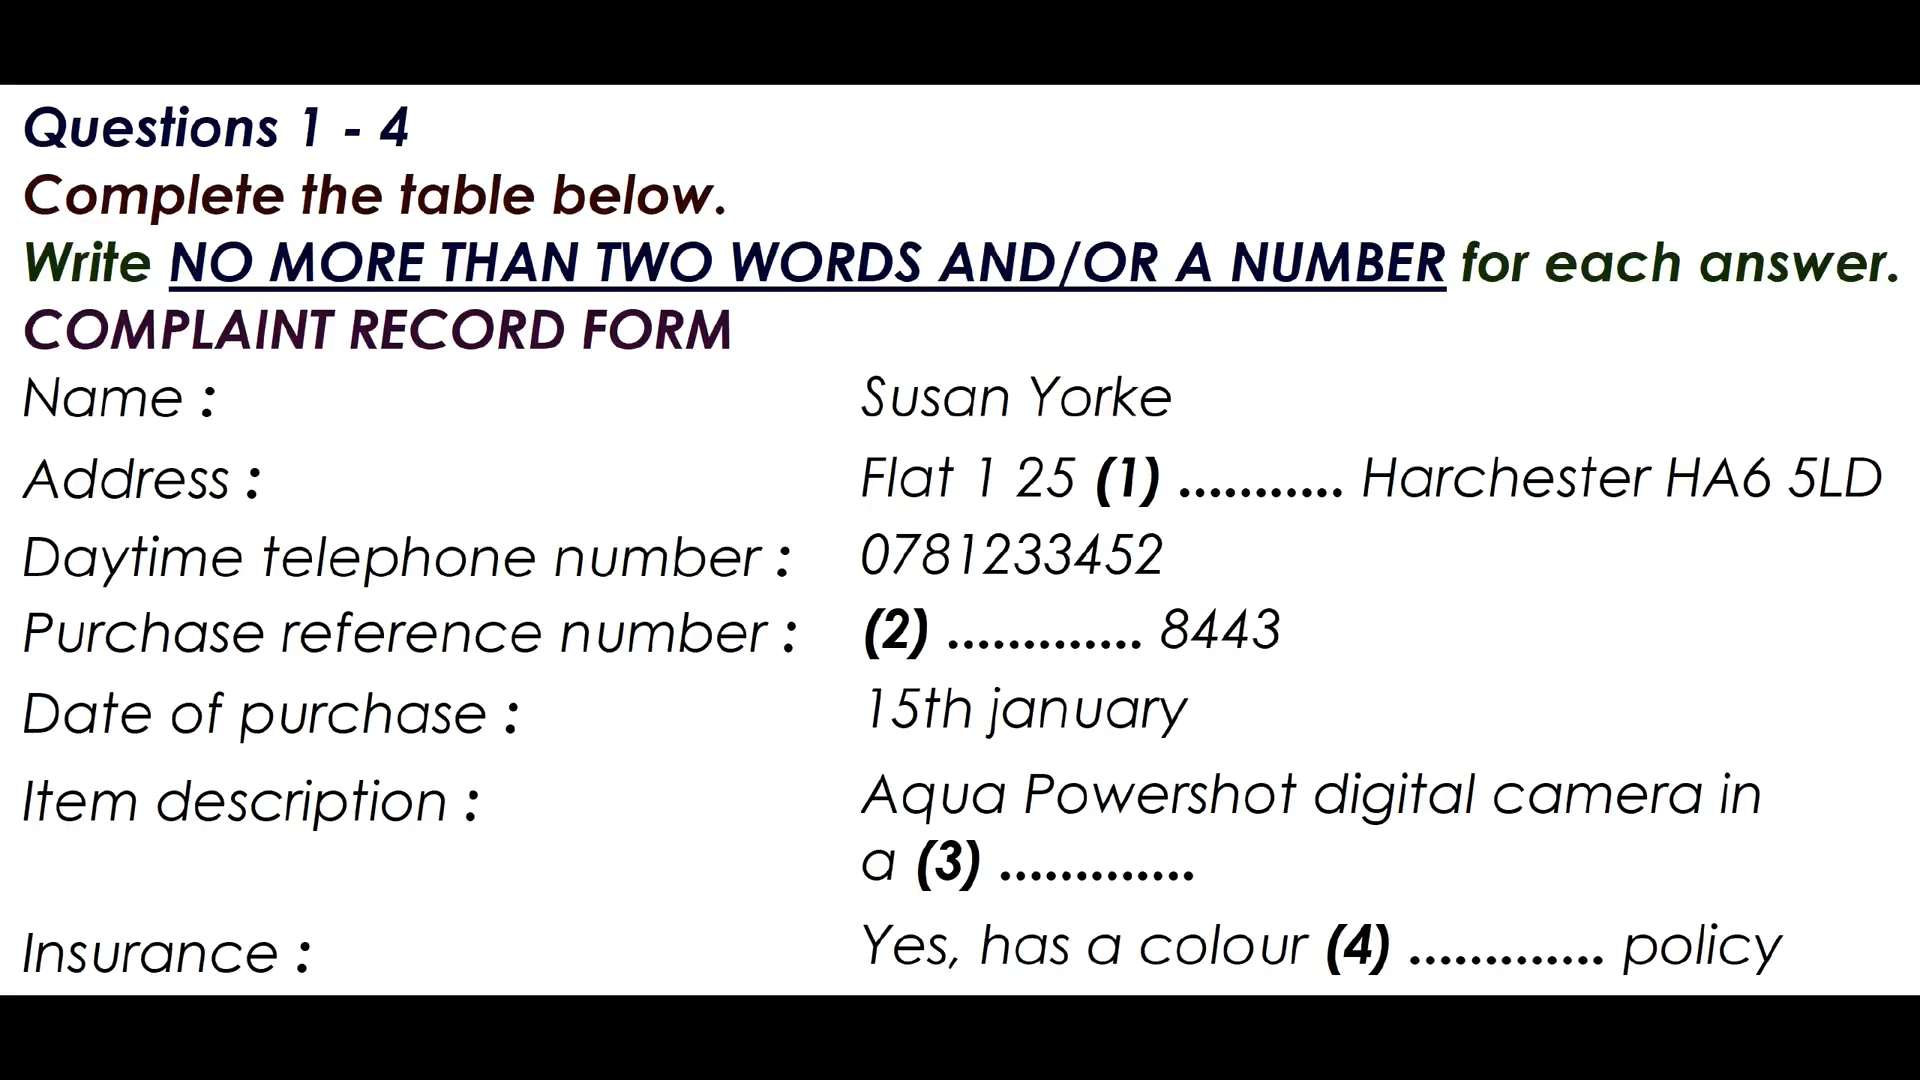 Questions 1 - 4
Complete the table below.
Write NO MORE THAN TWO WORDS AND/OR A NUMBER for each answer.
COMPLAINT RECORD FORM
Name : Susan Yorke
Address : Flat 1 25 (1) ........... Harchester HA6 5LD
Daytime telephone number : 0781233452
Purchase reference number : (2) ............. 8443
Date of purchase : 15th january
Item description : Aqua Powershot digital camera in
a (3) .............
Insurance : Yes, has a colour (4) ............. policy